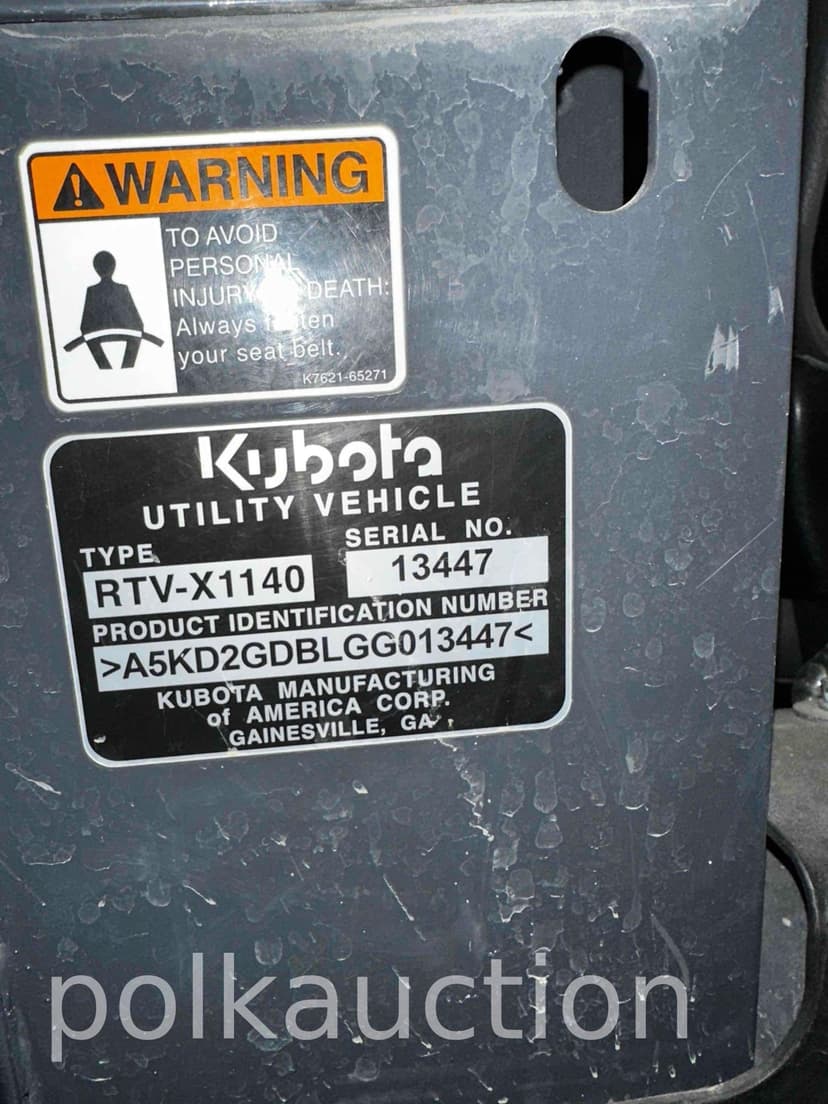 WARNING
TO AVOID
PERSONAL
INJURY DEATH:
Always
your seat belt.
K7621-65271
Kubota
UTILITY VEHICLE
TYPE SERIAL NO.
RTV-X1140 13447
PRODUCT IDENTIFICATION NUMBER
>A5KD2GDBLGG013447<
KUBOTA MANUFACTURING
of AMERICA CORP.
GAINESVILLE, GA.
polkauction